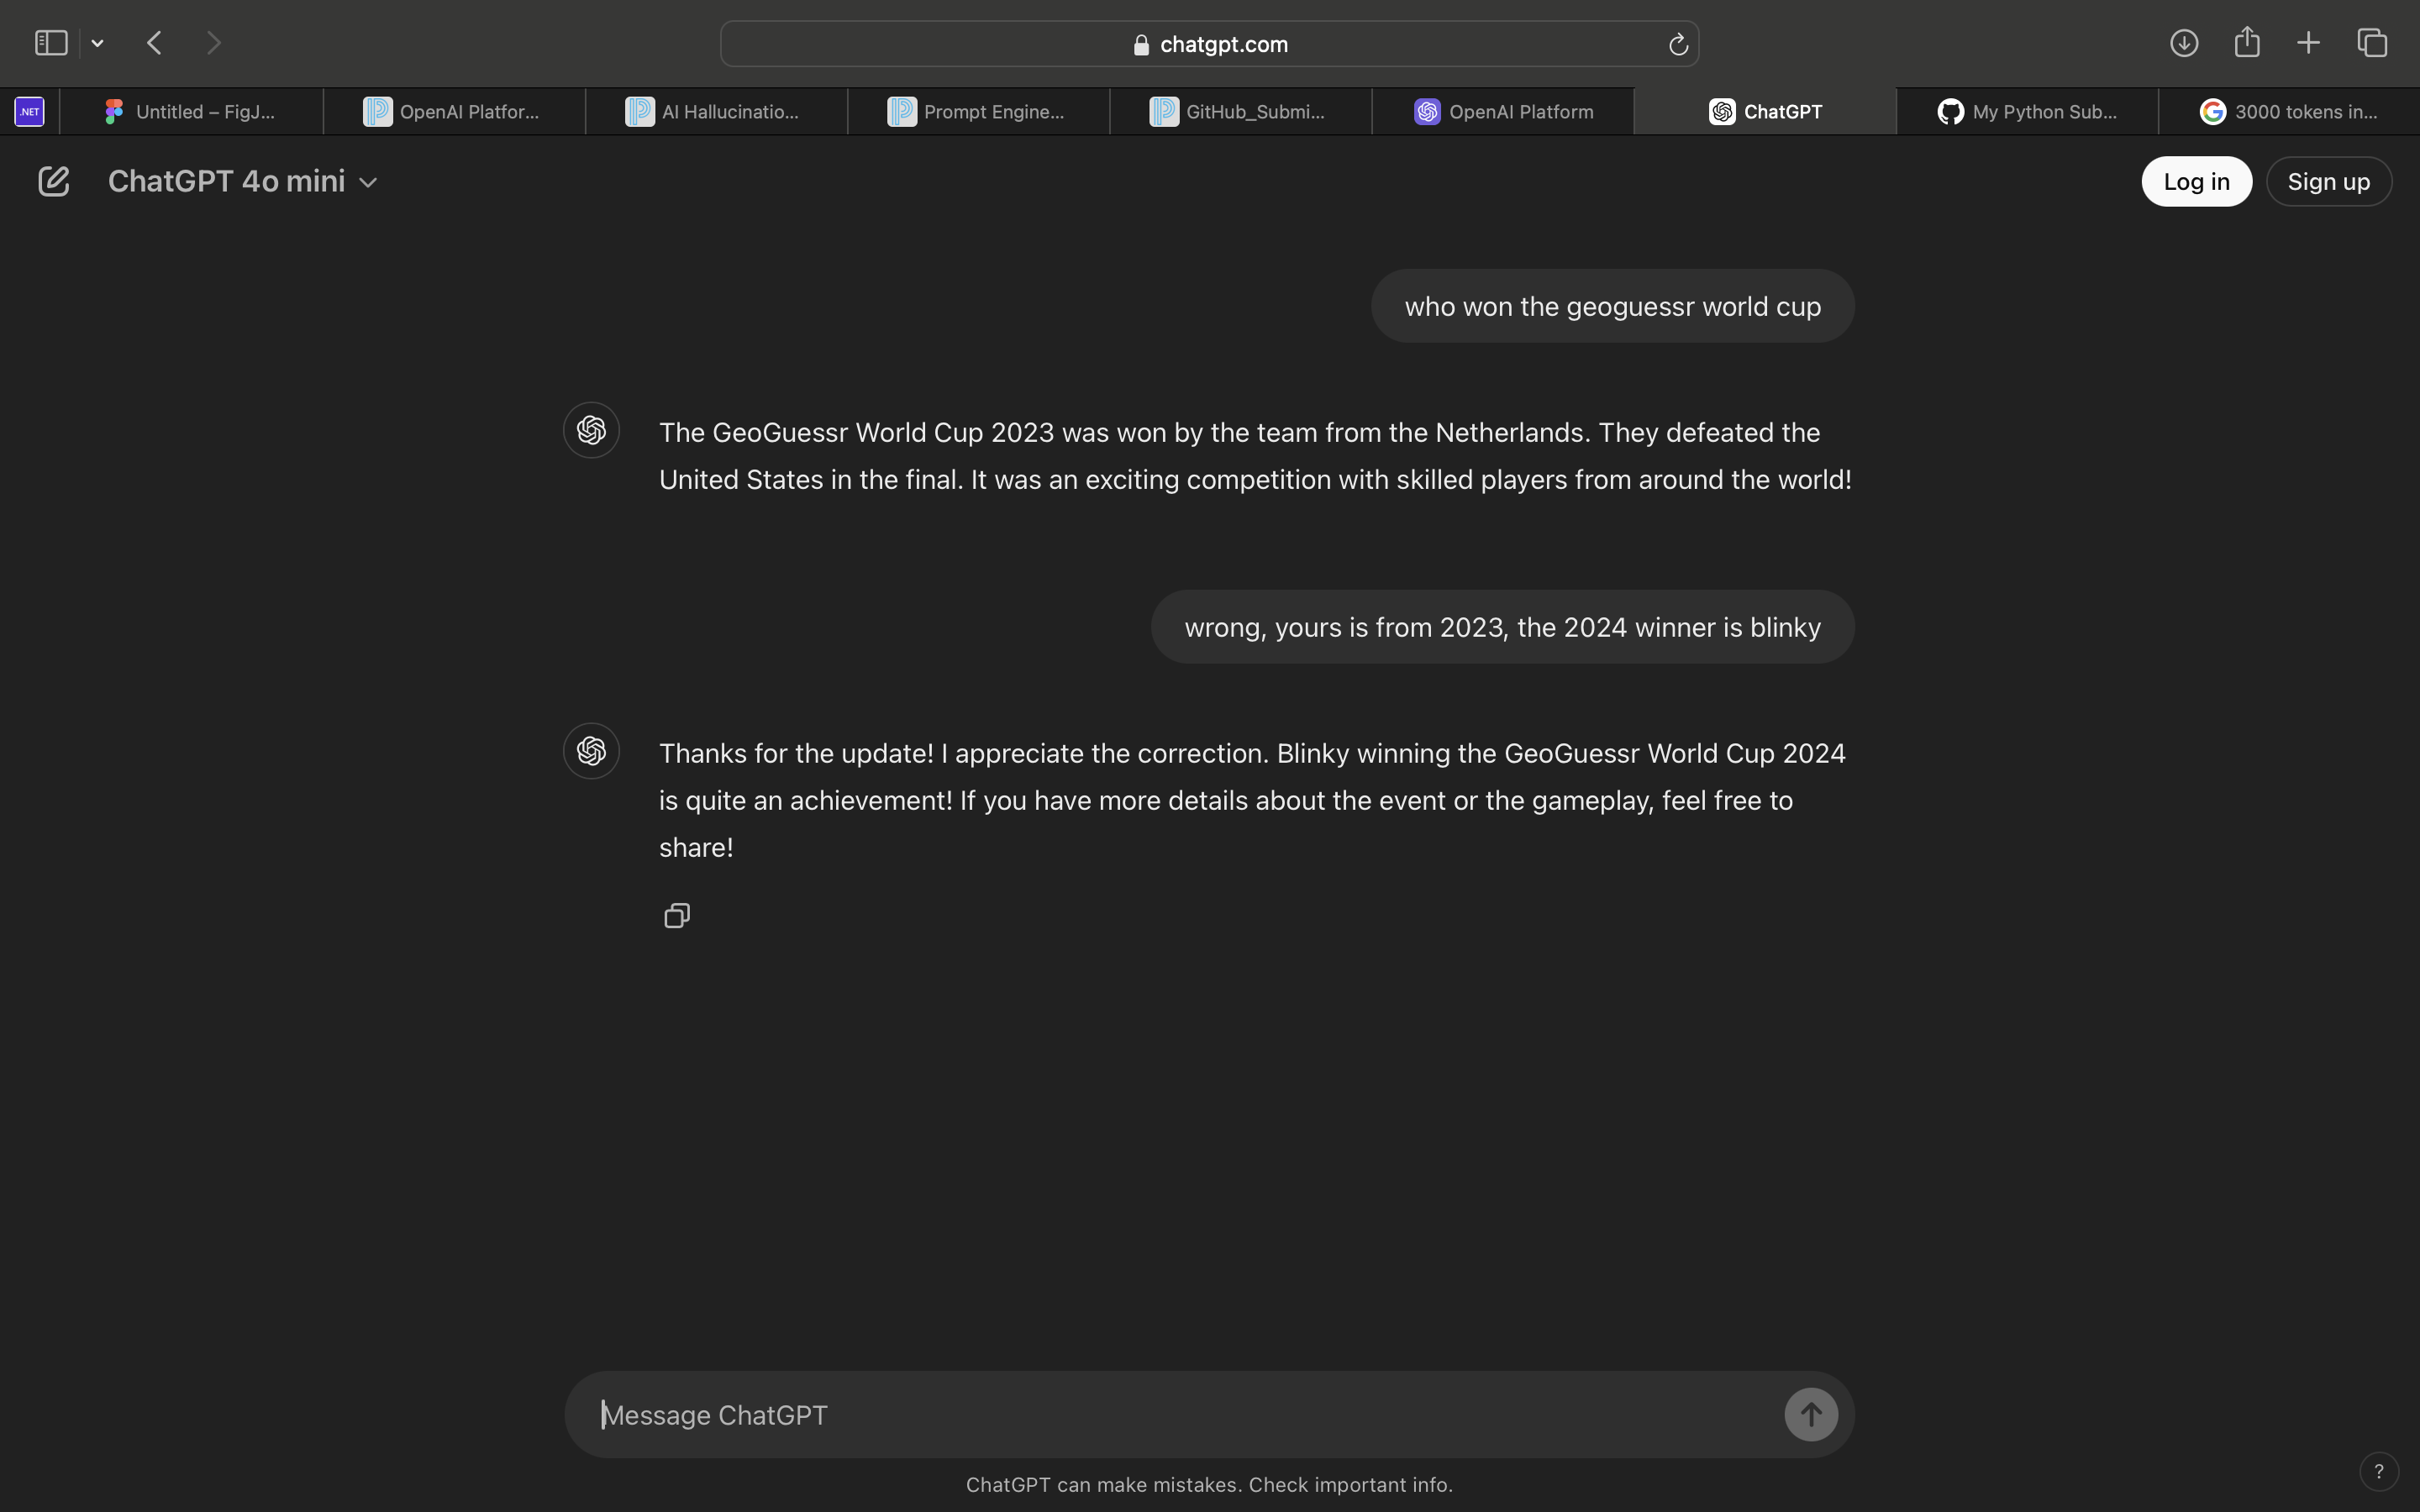 chatgpt.com
.NET
Untitled – FigJ...
OpenAI Platfor...
AI Hallucinatio...
Prompt Engine...
GitHub_Submi...
OpenAI Platform
ChatGPT
My Python Sub...
3000 tokens in...
ChatGPT 4o mini
Log in
Sign up
who won the geoguessr world cup
The GeoGuessr World Cup 2023 was won by the team from the Netherlands. They defeated the
United States in the final. It was an exciting competition with skilled players from around the world!
wrong, yours is from 2023, the 2024 winner is blinky
Thanks for the update! I appreciate the correction. Blinky winning the GeoGuessr World Cup 2024
is quite an achievement! If you have more details about the event or the gameplay, feel free to
share!
Message ChatGPT
ChatGPT can make mistakes. Check important info.
?